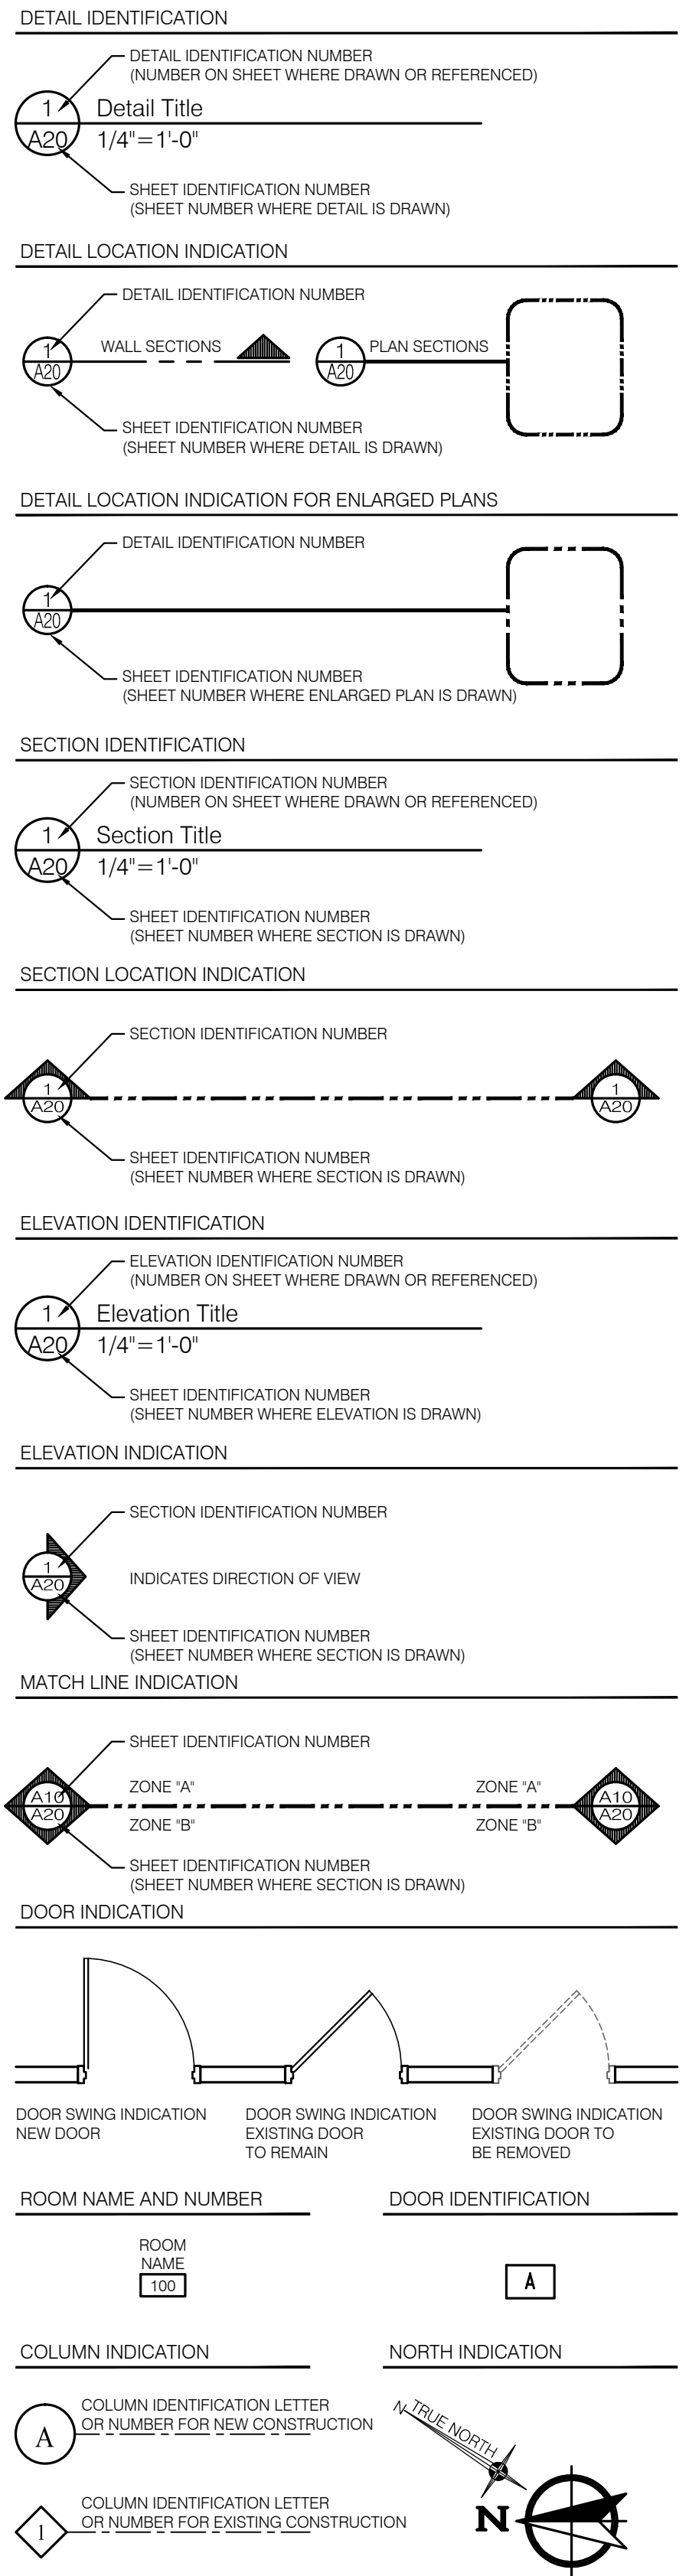 DETAIL IDENTIFICATION
DETAIL IDENTIFICATION NUMBER
(NUMBER ON SHEET WHERE DRAWN OR REFERENCED)
1 Detail Title
A20 1/4"=1'-0"
SHEET IDENTIFICATION NUMBER
(SHEET NUMBER WHERE DETAIL IS DRAWN)
DETAIL LOCATION INDICATION
DETAIL IDENTIFICATION NUMBER
1 WALL SECTIONS 1 PLAN SECTIONS
A20 A20
SHEET IDENTIFICATION NUMBER
(SHEET NUMBER WHERE DETAIL IS DRAWN)
DETAIL LOCATION INDICATION FOR ENLARGED PLANS
DETAIL IDENTIFICATION NUMBER
1
A20
SHEET IDENTIFICATION NUMBER
(SHEET NUMBER WHERE ENLARGED PLAN IS DRAWN)
SECTION IDENTIFICATION
SECTION IDENTIFICATION NUMBER
(NUMBER ON SHEET WHERE DRAWN OR REFERENCED)
1 Section Title
A20 1/4"=1'-0"
SHEET IDENTIFICATION NUMBER
(SHEET NUMBER WHERE SECTION IS DRAWN)
SECTION LOCATION INDICATION
SECTION IDENTIFICATION NUMBER
1 1
A20 A20
SHEET IDENTIFICATION NUMBER
(SHEET NUMBER WHERE SECTION IS DRAWN)
ELEVATION IDENTIFICATION
ELEVATION IDENTIFICATION NUMBER
(NUMBER ON SHEET WHERE DRAWN OR REFERENCED)
1 Elevation Title
A20 1/4"=1'-0"
SHEET IDENTIFICATION NUMBER
(SHEET NUMBER WHERE ELEVATION IS DRAWN)
ELEVATION INDICATION
SECTION IDENTIFICATION NUMBER
1
A20 INDICATES DIRECTION OF VIEW
SHEET IDENTIFICATION NUMBER
(SHEET NUMBER WHERE SECTION IS DRAWN)
MATCH LINE INDICATION
SHEET IDENTIFICATION NUMBER
A10 ZONE "A" ZONE "A" A10
A20 ZONE "B" ZONE "B" A20
SHEET IDENTIFICATION NUMBER
(SHEET NUMBER WHERE SECTION IS DRAWN)
DOOR INDICATION
DOOR SWING INDICATION
NEW DOOR
DOOR SWING INDICATION
EXISTING DOOR
TO REMAIN
DOOR SWING INDICATION
EXISTING DOOR TO
BE REMOVED
ROOM NAME AND NUMBER
ROOM
NAME
100
DOOR IDENTIFICATION
A
COLUMN INDICATION
A
COLUMN IDENTIFICATION LETTER
OR NUMBER FOR NEW CONSTRUCTION
1
COLUMN IDENTIFICATION LETTER
OR NUMBER FOR EXISTING CONSTRUCTION
NORTH INDICATION
N TRUE NORTH
N